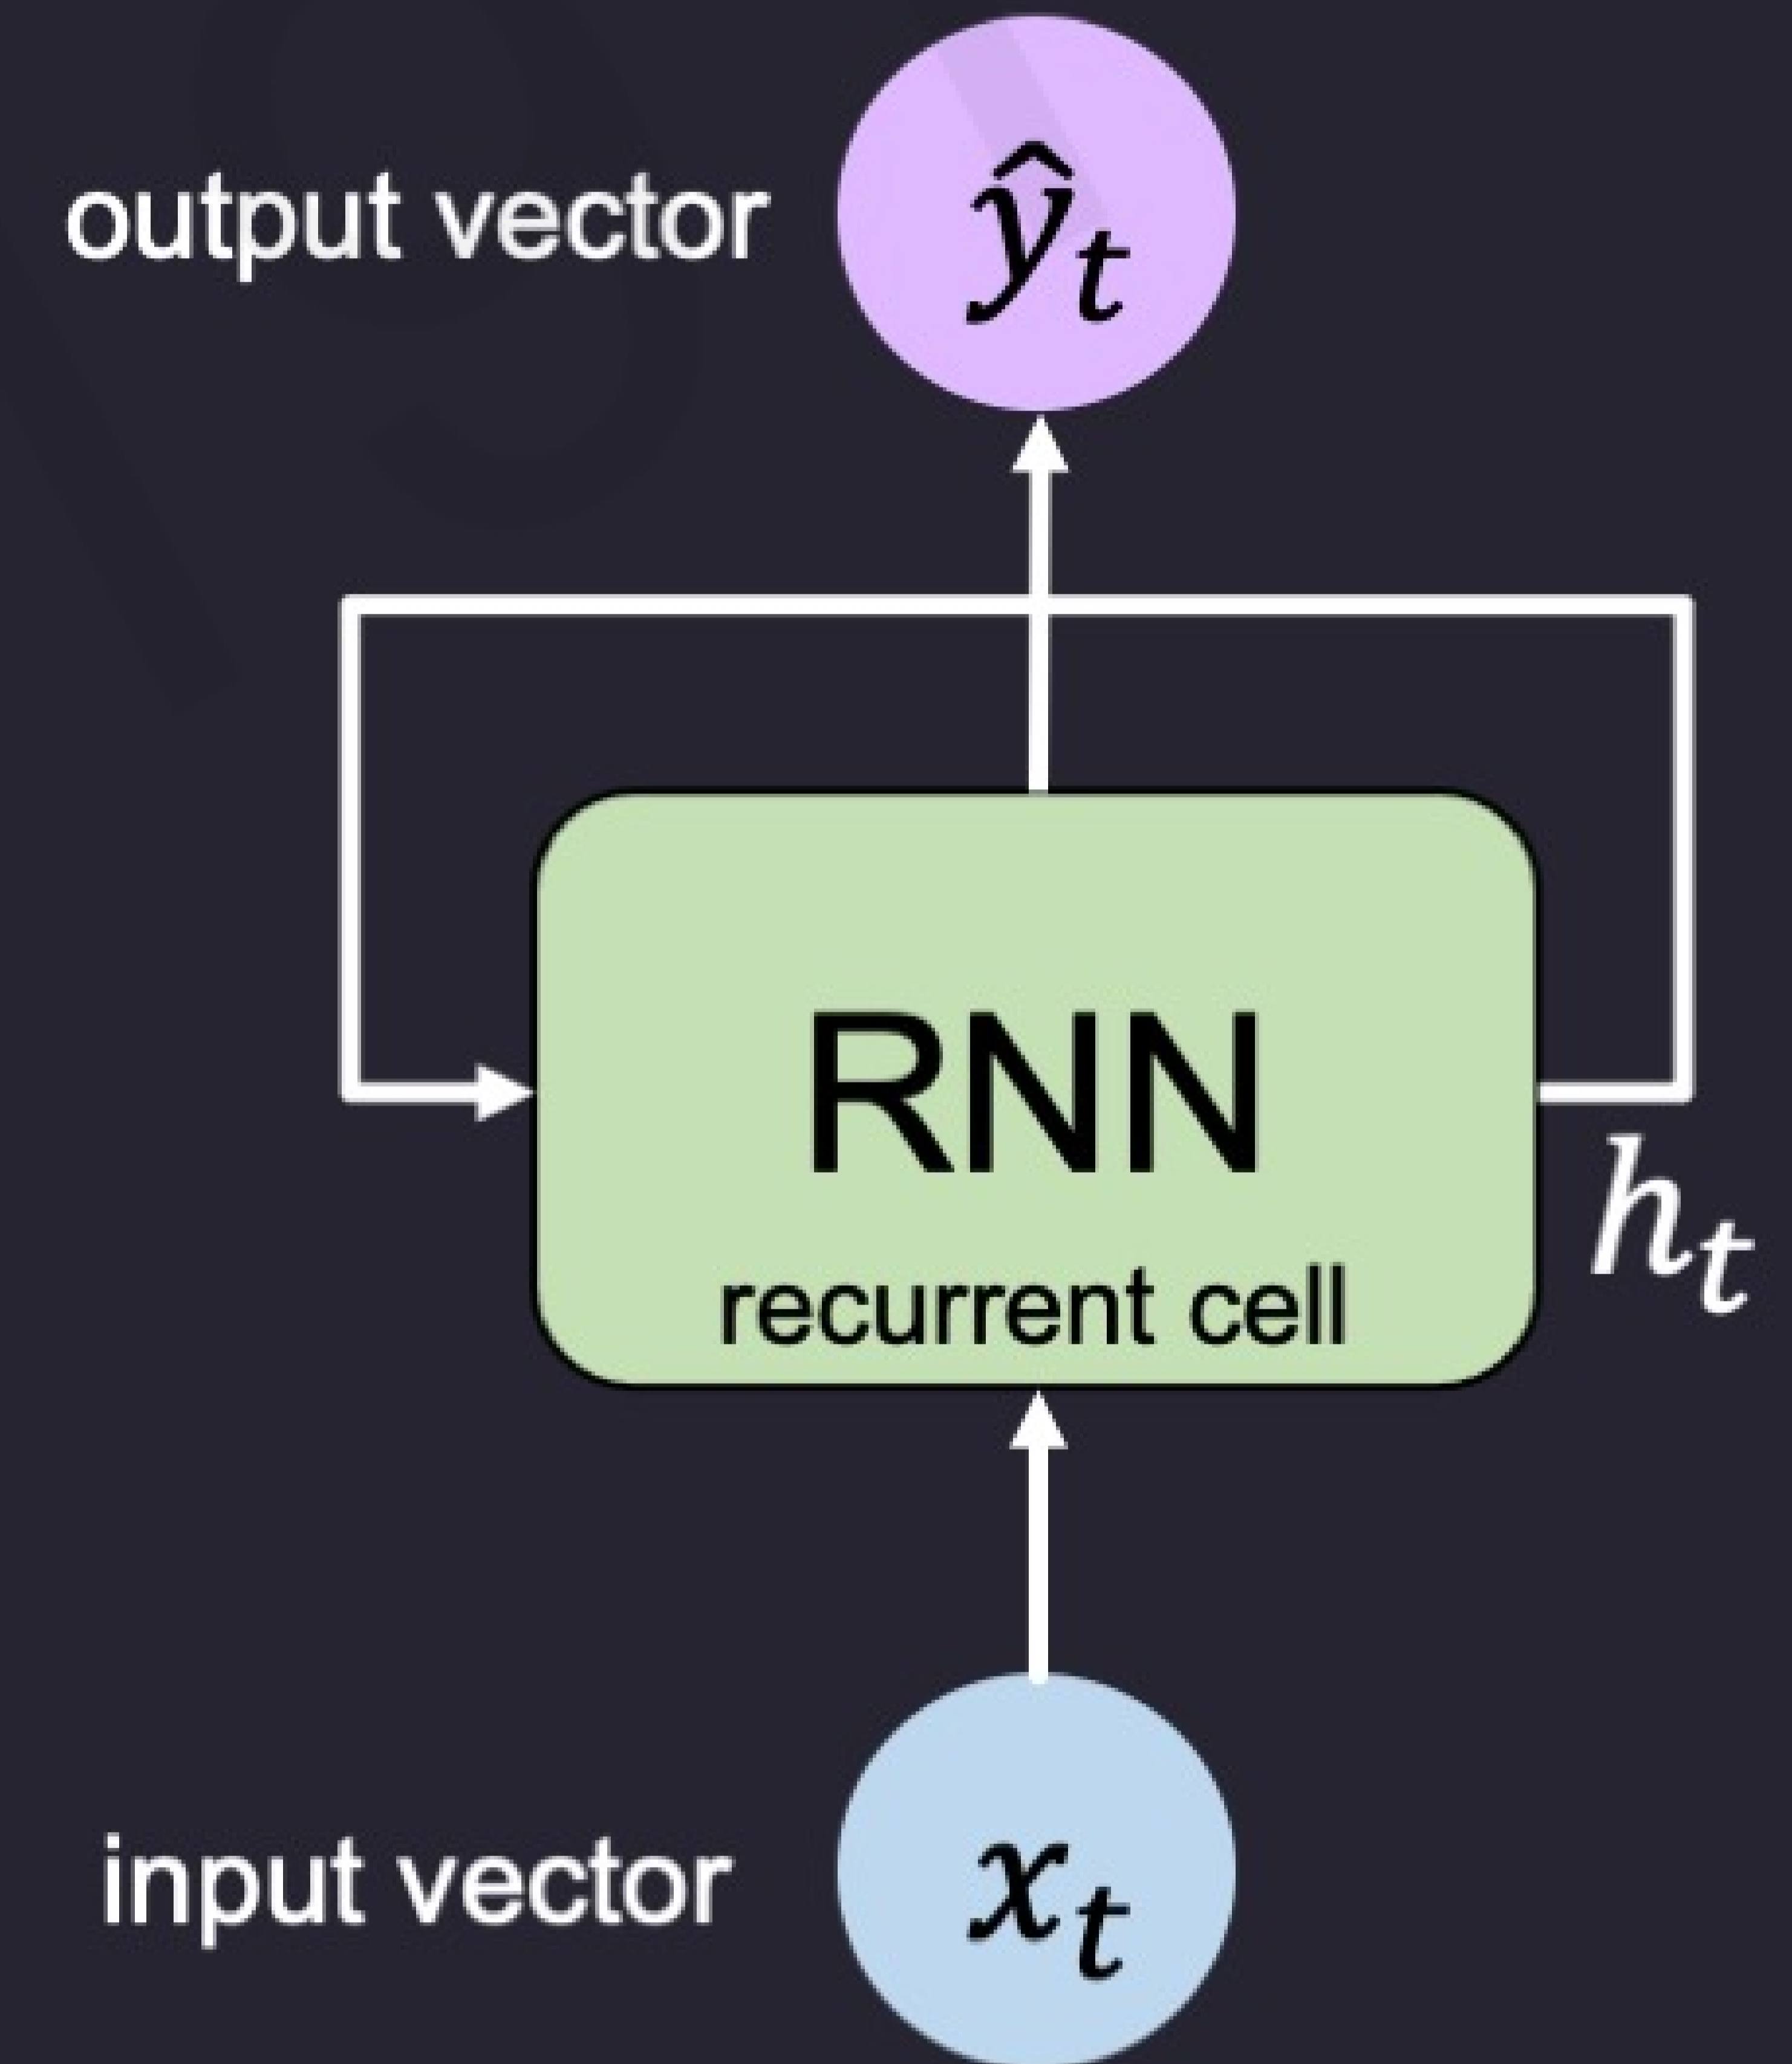 output vector
ŷₜ
RNN
recurrent cell
hₜ
input vector
xₜ